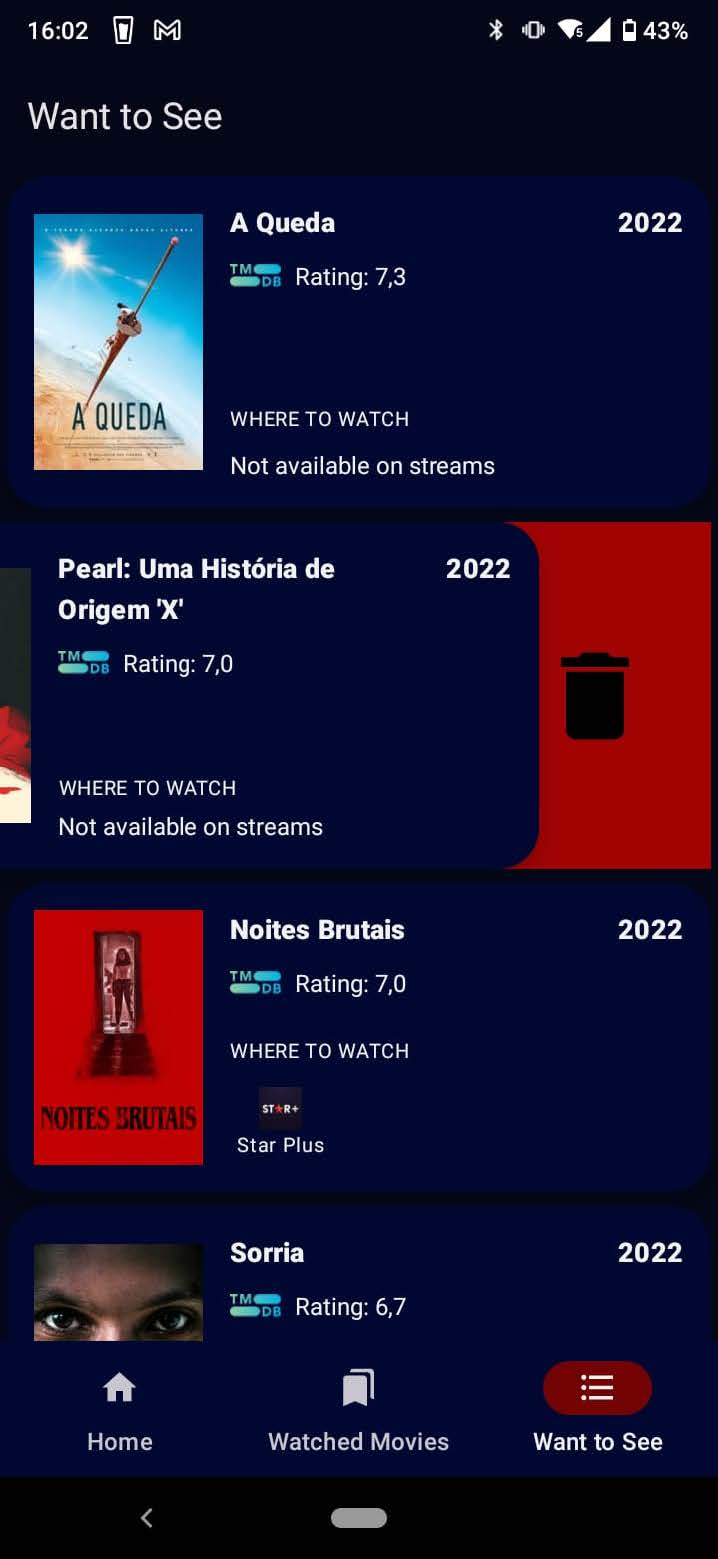 16:02
5
43%
Want to See
A QUEDA
A Queda
2022
TMDB
Rating: 7,3
WHERE TO WATCH
Not available on streams
Pearl: Uma História de
Origem 'X'
2022
TMDB
Rating: 7,0
WHERE TO WATCH
Not available on streams
NOITES BRUTAIS
Noites Brutais
2022
TMDB
Rating: 7,0
WHERE TO WATCH
ST★R+
Star Plus
Sorria
2022
TMDB
Rating: 6,7
Home
Watched Movies
Want to See